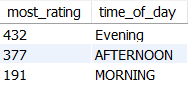 most_rating time_of_day
432 Evening
377 AFTERNOON
191 MORNING